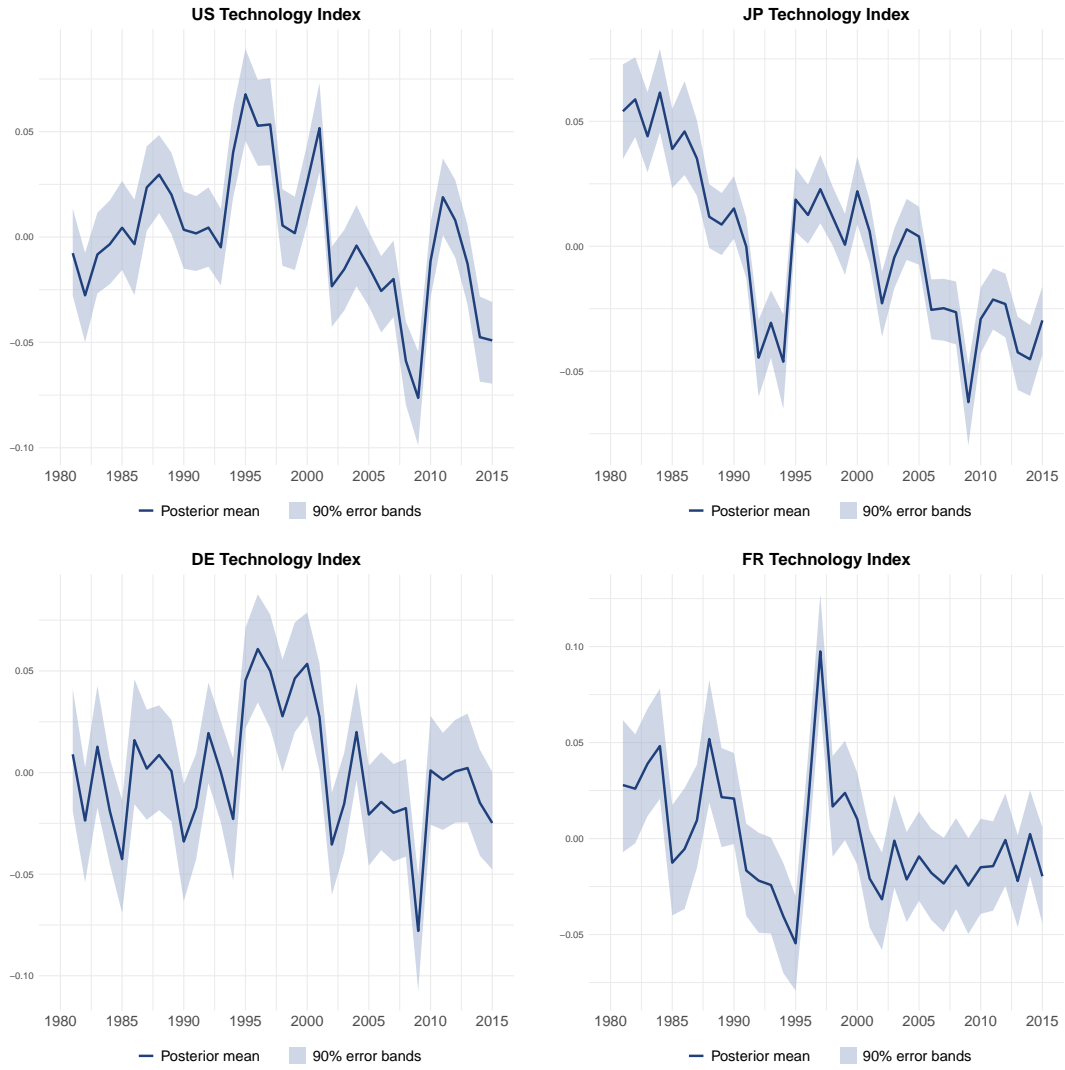 US Technology Index
0.05
0.00
−0.05
−0.10
1980 1985 1990 1995 2000 2005 2010 2015
Posterior mean 90% error bands
JP Technology Index
0.05
0.00
−0.05
1980 1985 1990 1995 2000 2005 2010 2015
Posterior mean 90% error bands
DE Technology Index
0.05
0.00
−0.05
−0.10
1980 1985 1990 1995 2000 2005 2010 2015
Posterior mean 90% error bands
FR Technology Index
0.10
0.05
0.00
−0.05
1980 1985 1990 1995 2000 2005 2010 2015
Posterior mean 90% error bands